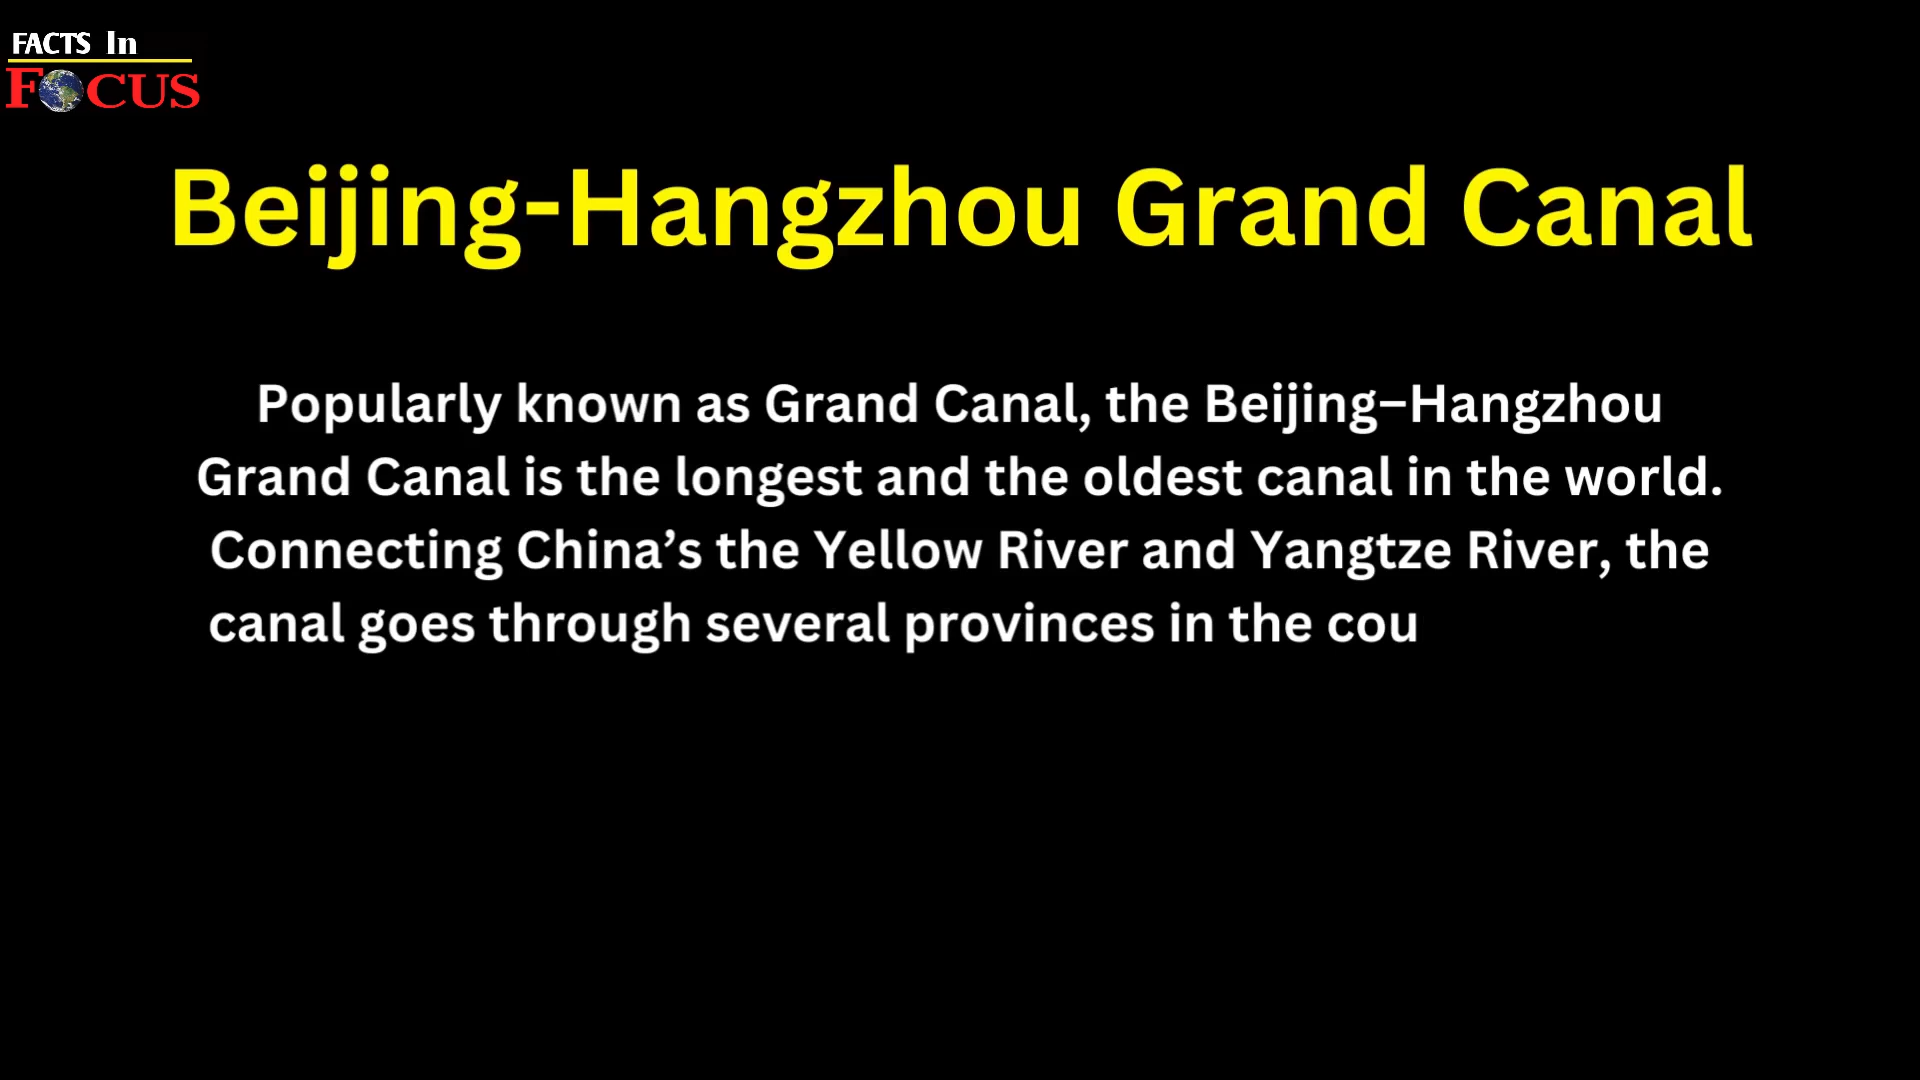 FACTS In
FOCUS
Beijing-Hangzhou Grand Canal
Popularly known as Grand Canal, the Beijing–Hangzhou
Grand Canal is the longest and the oldest canal in the world.
Connecting China’s the Yellow River and Yangtze River, the
canal goes through several provinces in the cou